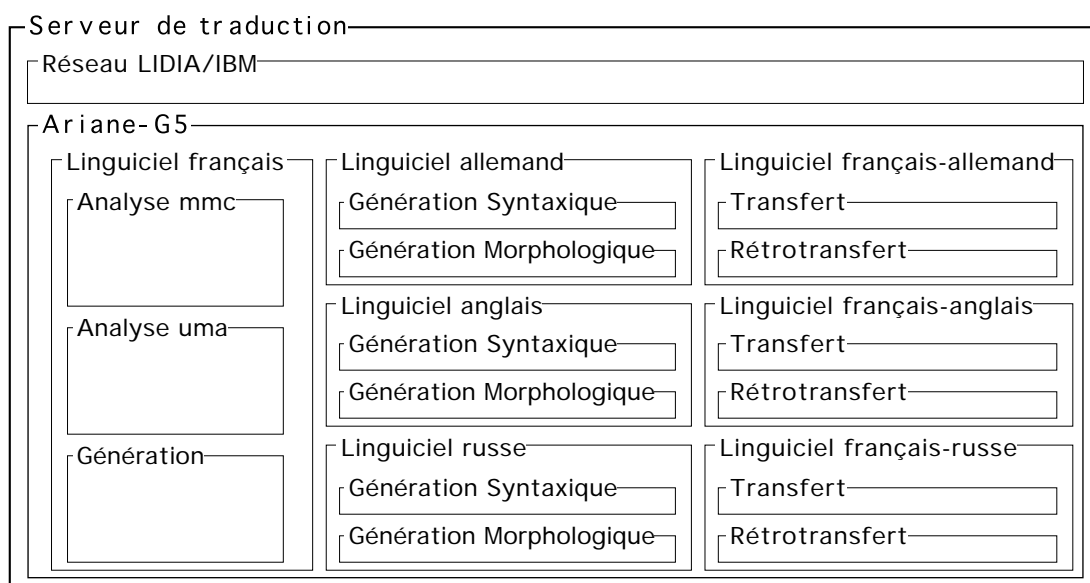 Serveur de traduction
Réseau LIDIA/IBM
Ariane-G5
Linguiciel français
Analyse mmc
Analyse uma
Génération
Linguiciel allemand
Génération Syntaxique
Génération Morphologique
Linguiciel anglais
Génération Syntaxique
Génération Morphologique
Linguiciel russe
Génération Syntaxique
Génération Morphologique
Linguiciel français-allemand
Transfert
Rétrotransfert
Linguiciel français-anglais
Transfert
Rétrotransfert
Linguiciel français-russe
Transfert
Rétrotransfert